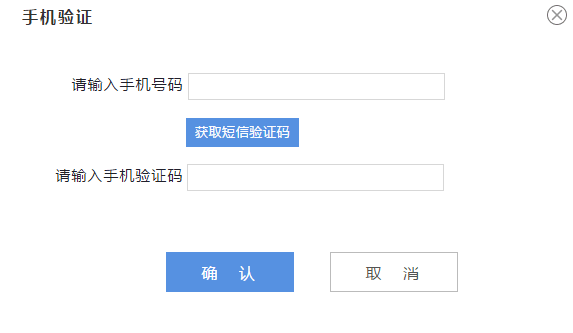 手机验证
请输入手机号码
获取短信验证码
请输入手机验证码
确 认 取 消